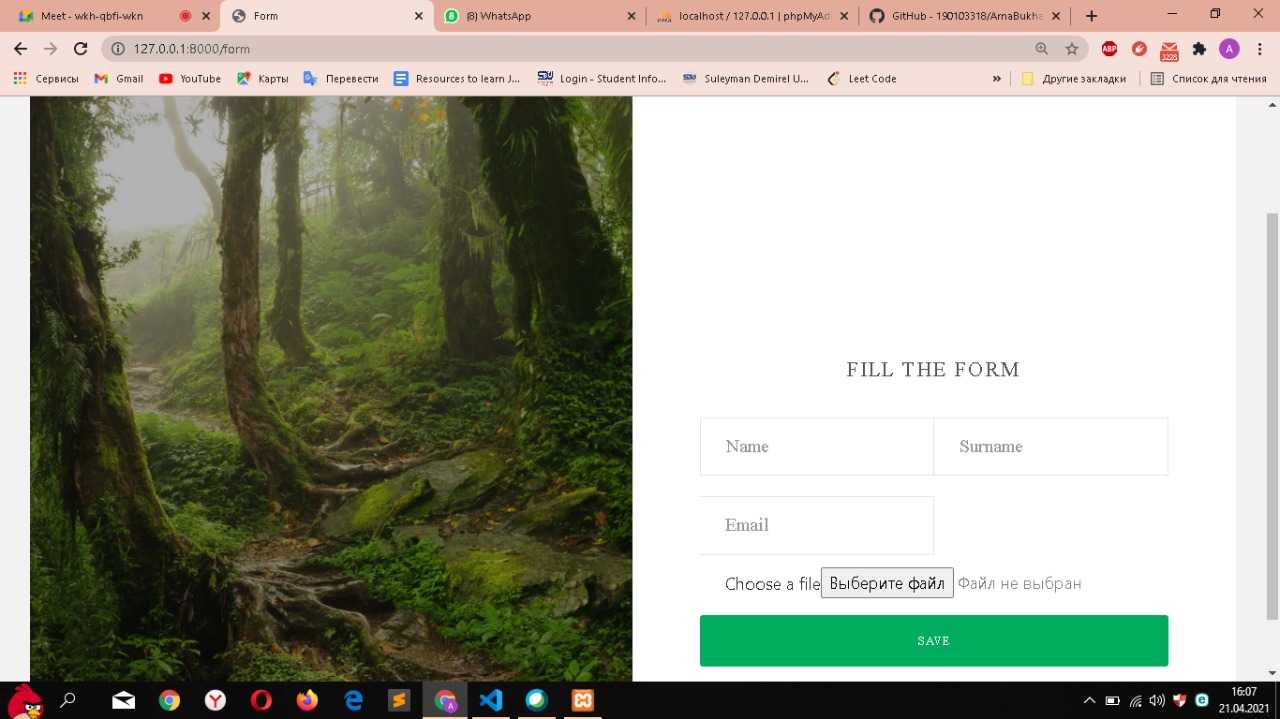 Meet - wkh-qbfi-wkn
Form
(8) WhatsApp
localhost / 127.0.0.1 | phpMyAd
GitHub - 190103318/ArnaBukha
127.0.0.1:8000/form
ABP
3226
A
Сервисы
Gmail
YouTube
Карты
Перевести
Resources to learn J...
Login - Student Info...
Suleyman Demirel U...
Leet Code
»
Другие закладки
Список для чтения
FILL THE FORM
Name
Surname
Email
Choose a file
Выберите файл
Файл не выбран
SAVE
16:07
21.04.2021